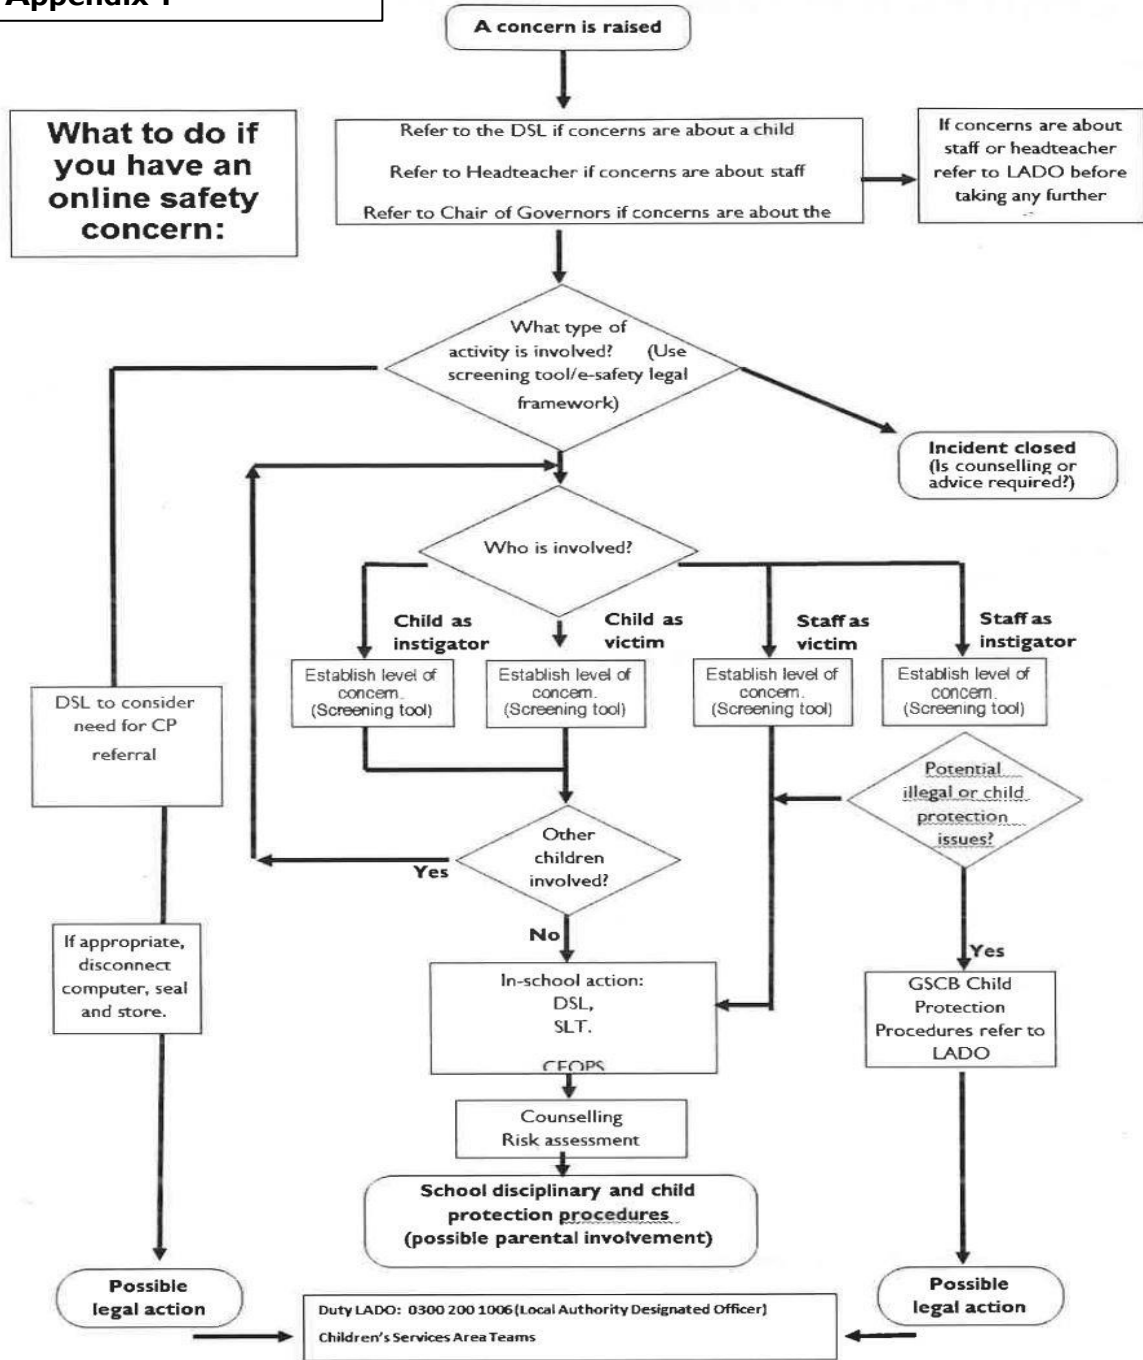 Appendix 1
A concern is raised
What to do if
you have an
online safety
concern:
Refer to the DSL if concerns are about a child
Refer to Headteacher if concerns are about staff
Refer to Chair of Governors if concerns are about the
If concerns are about
staff or headteacher
refer to LADO before
taking any further
What type of
activity is involved? (Use
screening tool/e-safety legal
framework)
Incident closed
(Is counselling or
advice required?)
Who is involved?
Child as
instigator
Child as
victim
Staff as
victim
Staff as
instigator
Establish level of
concern.
(Screening tool)
Establish level of
concern.
(Screening tool)
Establish level of
concern.
(Screening tool)
Establish level of
concern.
(Screening tool)
DSL to consider
need for CP
referral
Potential
illegal or child
protection
issues?
Other
children
involved?
Yes
No
Yes
If appropriate,
disconnect
computer, seal
and store.
In-school action:
DSL,
SLT.
CEOPS
GSCB Child
Protection
Procedures refer to
LADO
Counselling
Risk assessment
School disciplinary and child
protection procedures
(possible parental involvement)
Possible
legal action
Possible
legal action
Duty LADO: 0300 200 1006 (Local Authority Designated Officer)
Children's Services Area Teams